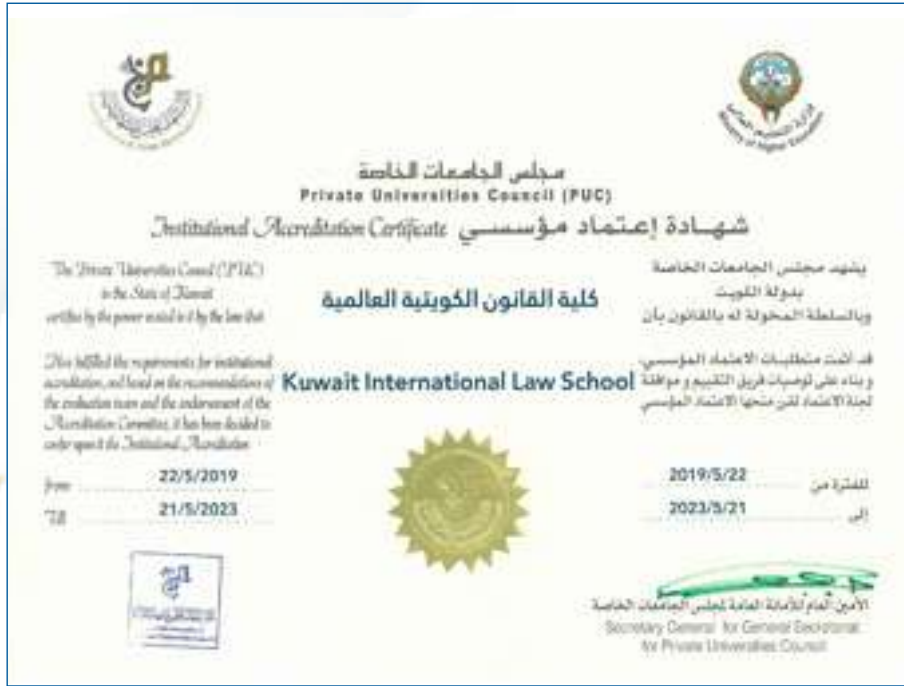 Ministry of Higher Education
مجلس الجامعات الخاصة
Private Universities Council (PUC)
Institutional Accreditation Certificate شهادة إعتماد مؤسسي
The Private Universities Council (PUC)
in the State of Kuwait
certifies by the power vested in it by the law that
يشهد مجلس الجامعات الخاصة
بدولة الكويت
وبالسلطة المخولة له بالقانون بأن
كلية القانون الكويتية العالمية
Has fulfilled the requirements for institutional
accreditation, and based on the recommendations of
the evaluation team and the endorsement of the
Accreditation Committee, it has been decided to
confer upon it the Institutional Accreditation
Kuwait International Law School
متطلبات الاعتماد المؤسسي،
وبناء على توصيات فريق التقييم وموافقة
لجنة الاعتماد تقرر منحها الاعتماد المؤسسي
from 22/5/2019
Till 21/5/2023
للفترة من 2019/5/22
إلى 2023/5/21
الأمين العام للأمانة العامة لمجلس الجامعات الخاصة
Secretary General for General Secretariat
for Private Universities Council